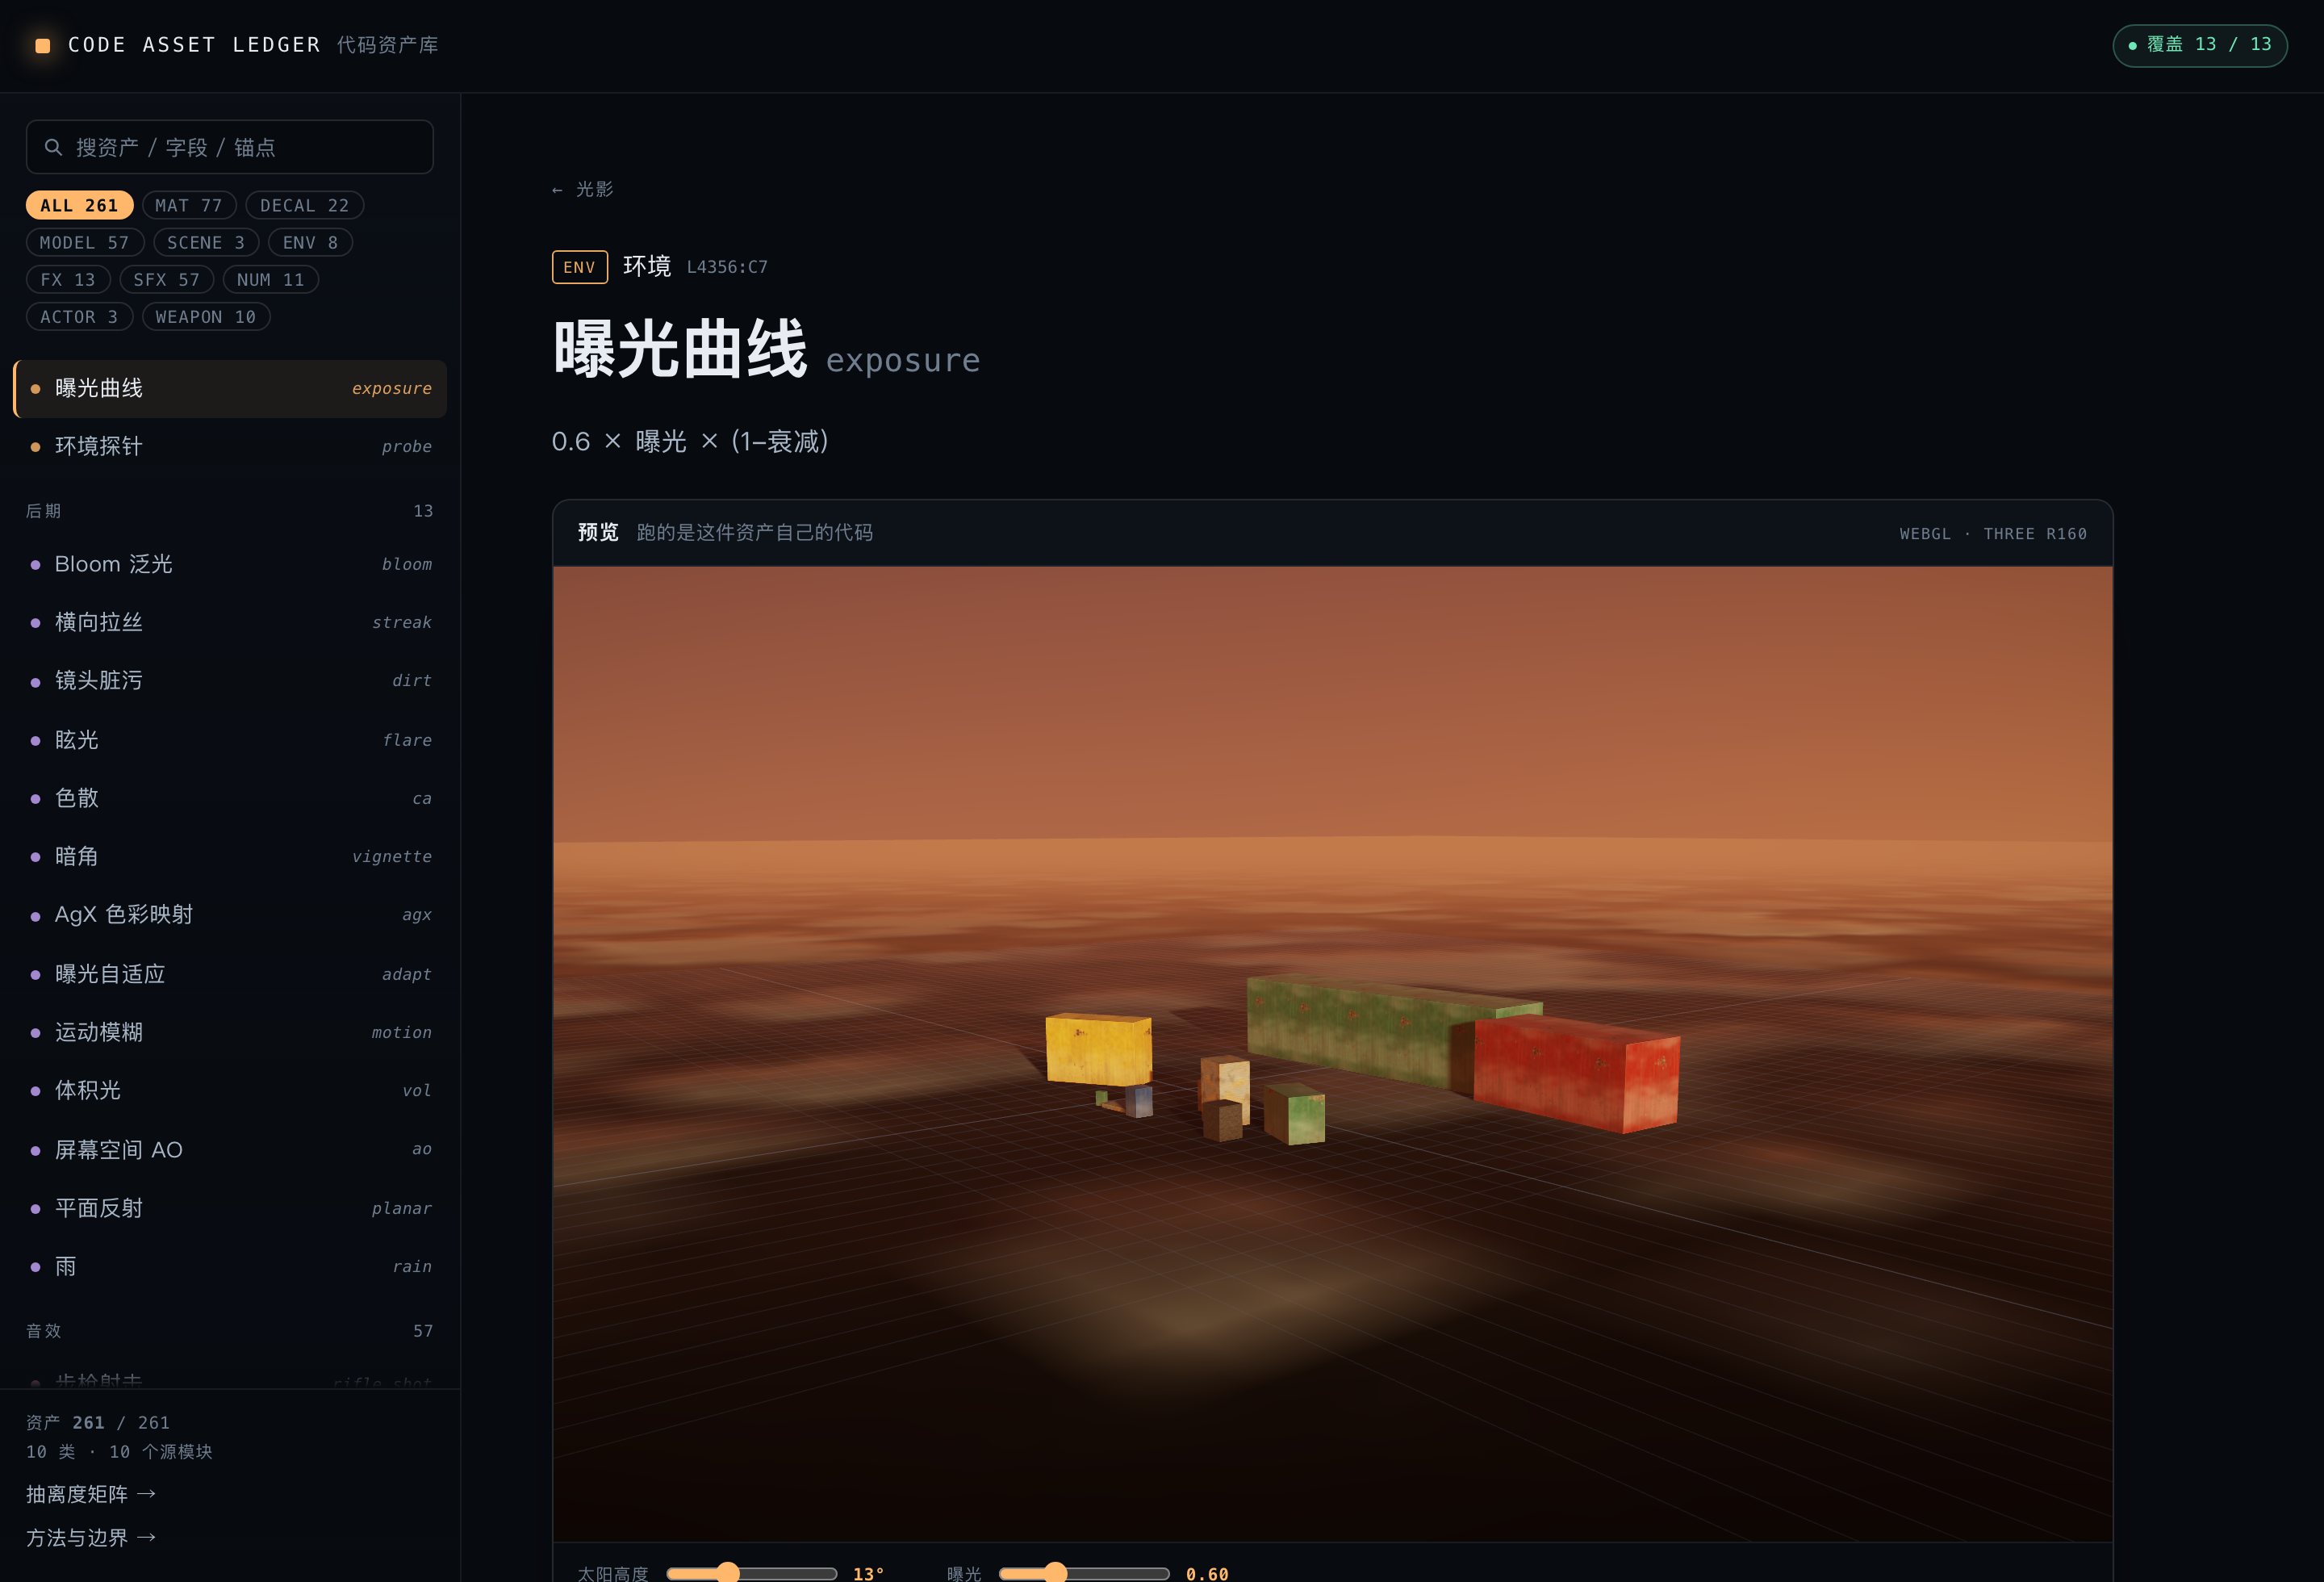 CODE ASSET LEDGER 代码资产库
覆盖 13 / 13
搜资产 / 字段 / 锚点
ALL 261 MAT 77 DECAL 22
MODEL 57 SCENE 3 ENV 8
FX 13 SFX 57 NUM 11
ACTOR 3 WEAPON 10
曝光曲线 exposure
环境探针 probe
后期 13
Bloom 泛光 bloom
横向拉丝 streak
镜头脏污 dirt
眩光 flare
色散 ca
暗角 vignette
AgX 色彩映射 agx
曝光自适应 adapt
运动模糊 motion
体积光 vol
屏幕空间 AO ao
平面反射 planar
雨 rain
音效 57
步枪射击 rifle shot
资产 261 / 261
10 类 · 10 个源模块
抽离度矩阵 →
方法与边界 →
← 光影
ENV 环境 L4356:C7
曝光曲线 exposure
0.6 × 曝光 × (1–衰减)
预览 跑的是这件资产自己的代码
WEBGL · THREE R160
太阳高度 13° 曝光 0.60